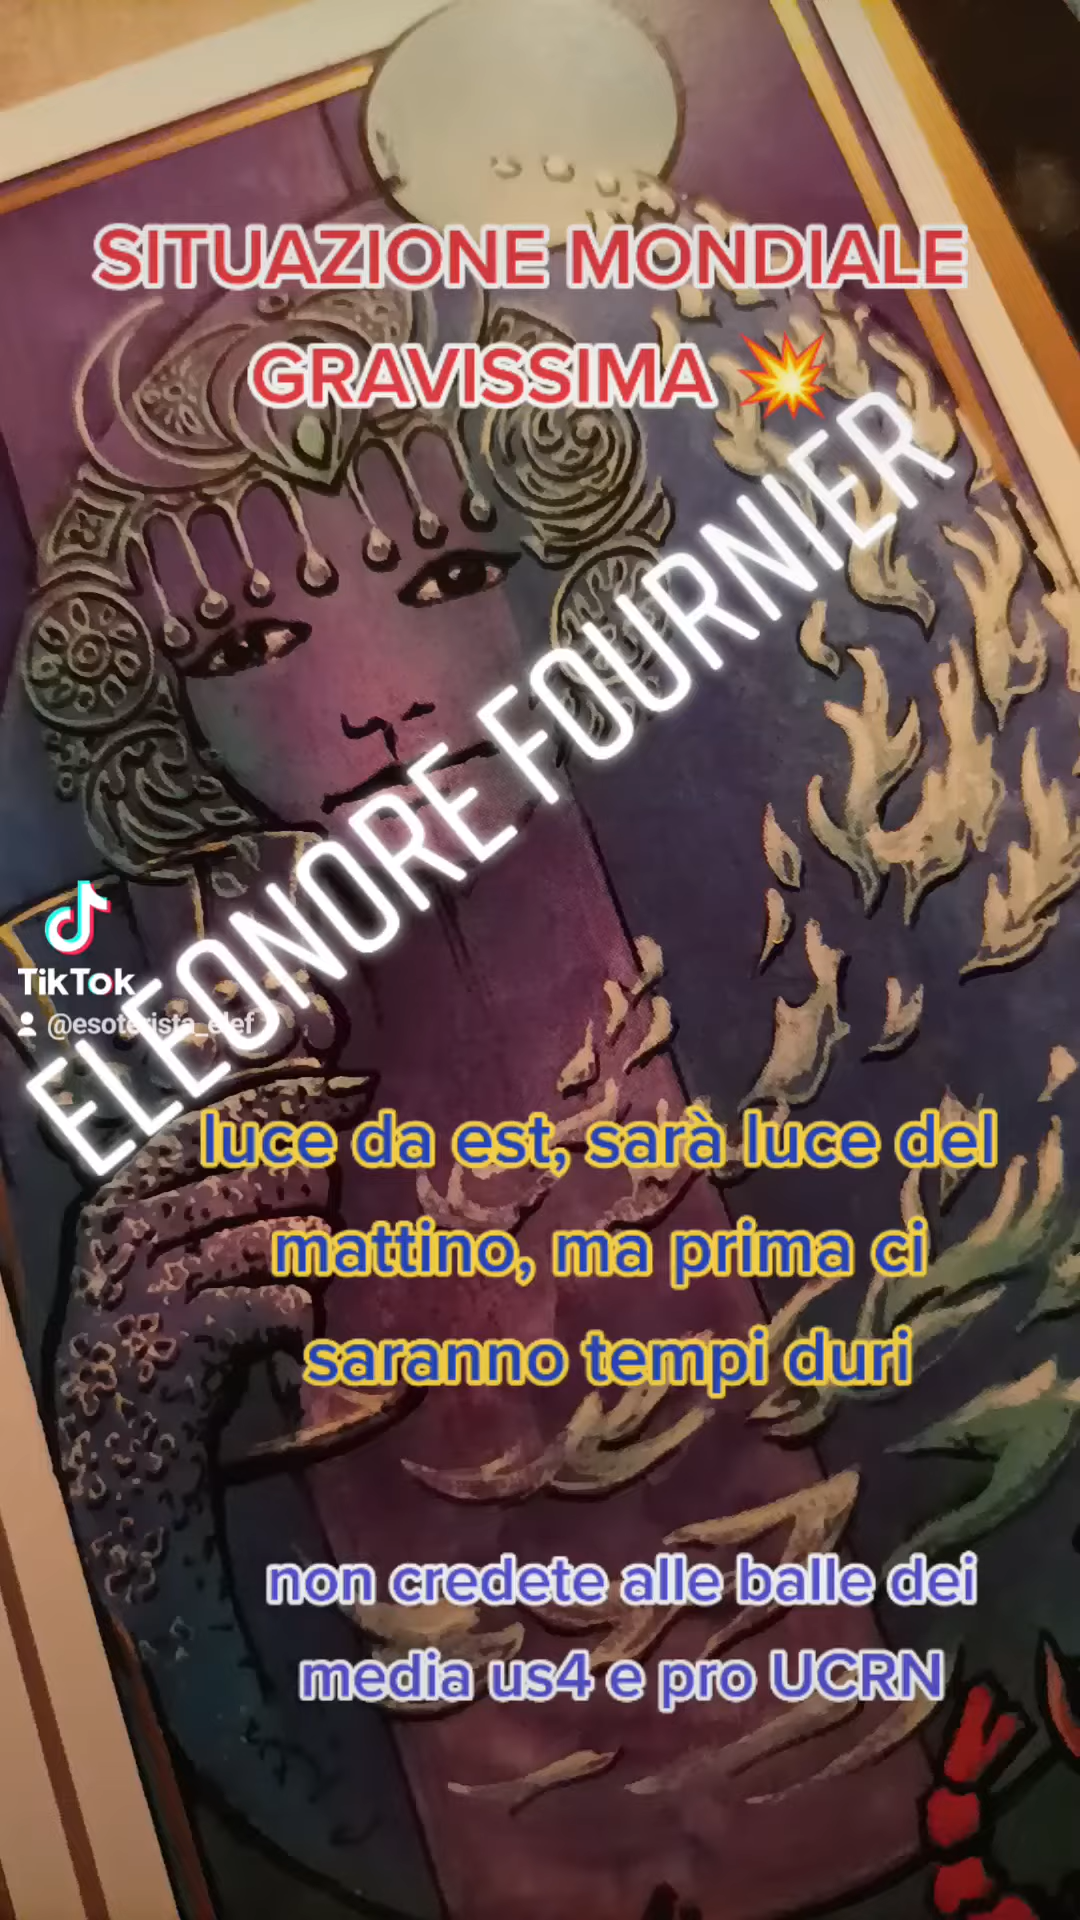 SITUAZIONE MONDIALE
GRAVISSIMA
ELEONORE FOURNIER
TikTok
@esoterista_elef
luce da est, sarà luce del
mattino, ma prima ci
saranno tempi duri
non credete alle balle dei
media us4 e pro UCRN